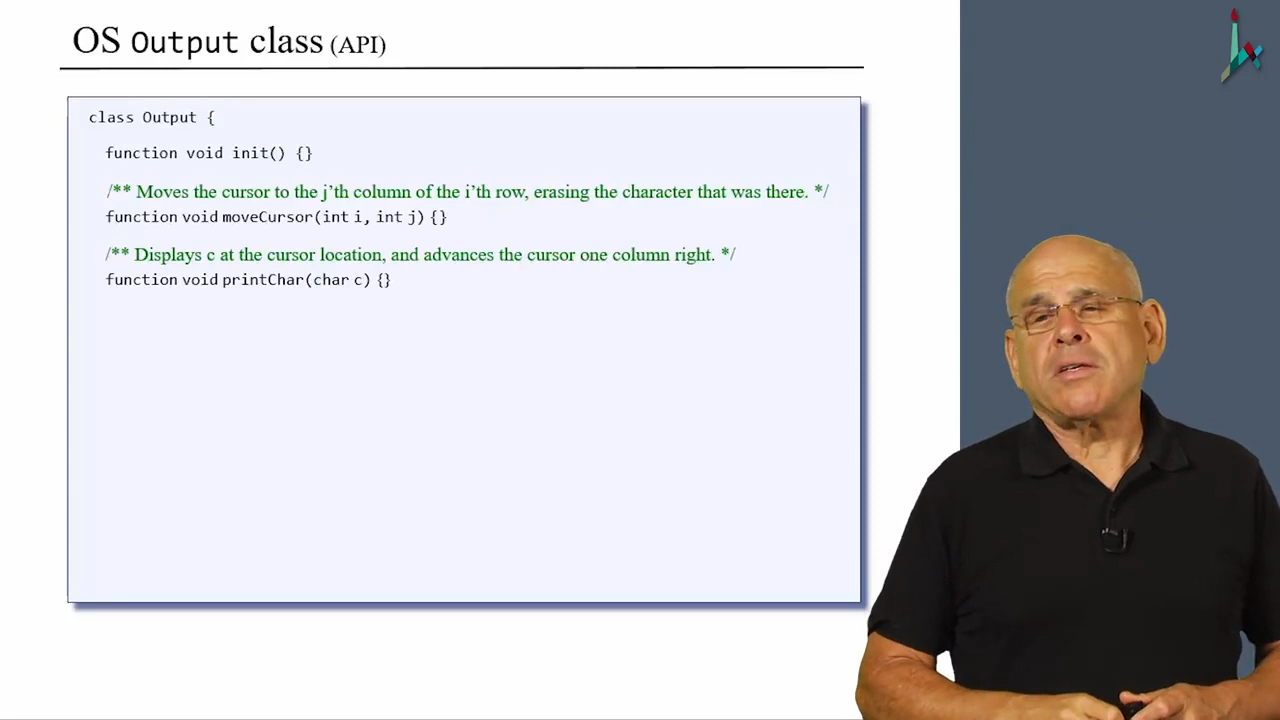 OS Output class (API)
class Output {
function void init() {}
/** Moves the cursor to the j’th column of the i’th row, erasing the character that was there. */
function void moveCursor(int i, int j) {}
/** Displays c at the cursor location, and advances the cursor one column right. */
function void printChar(char c) {}